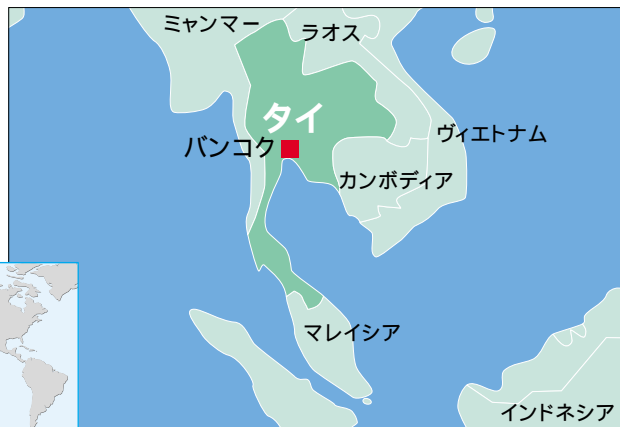 ミャンマー
ラオス
タイ
バンコク
ヴィエトナム
カンボディア
マレイシア
インドネシア